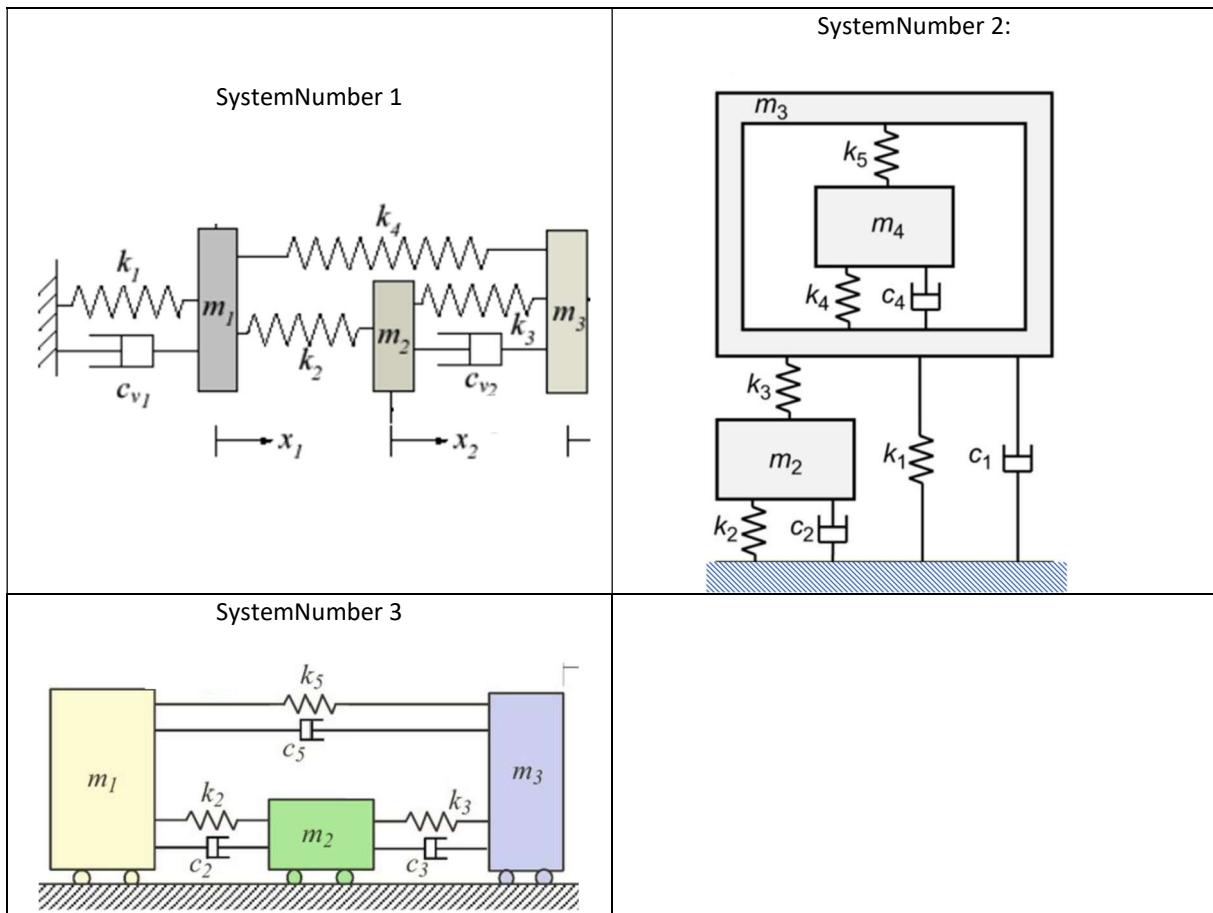 SystemNumber 1
k4
k1
m1
k3
m3
k2
m2
cv1
cv2
x1
x2
SystemNumber 2:
m3
k5
m4
k4
c4
k3
m2
k1
c1
k2
c2
SystemNumber 3
k5
c5
m1
m3
k2
k3
m2
c2
c3